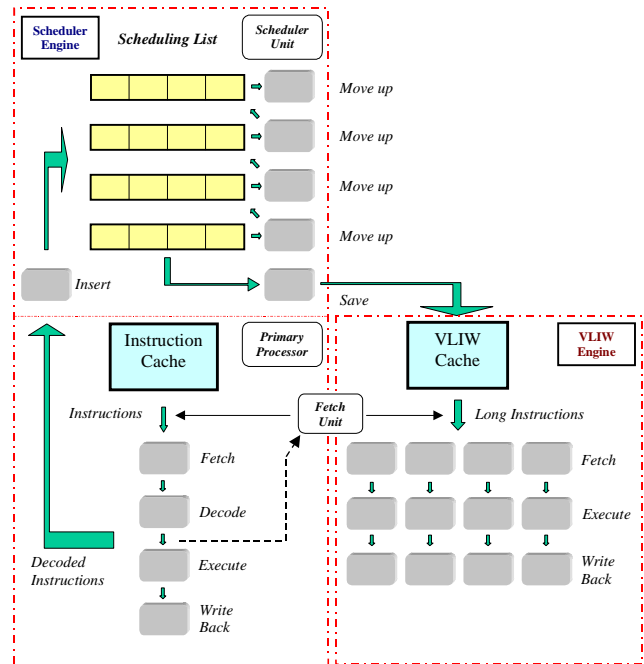 Scheduler
Engine
Scheduling List
Scheduler
Unit
Move up
Move up
Move up
Move up
Insert
Save
Instruction
Cache
Primary
Processor
VLIW
Cache
VLIW
Engine
Instructions
Fetch
Unit
Long Instructions
Fetch
Fetch
Decode
Execute
Decoded
Instructions
Execute
Write
Back
Write
Back